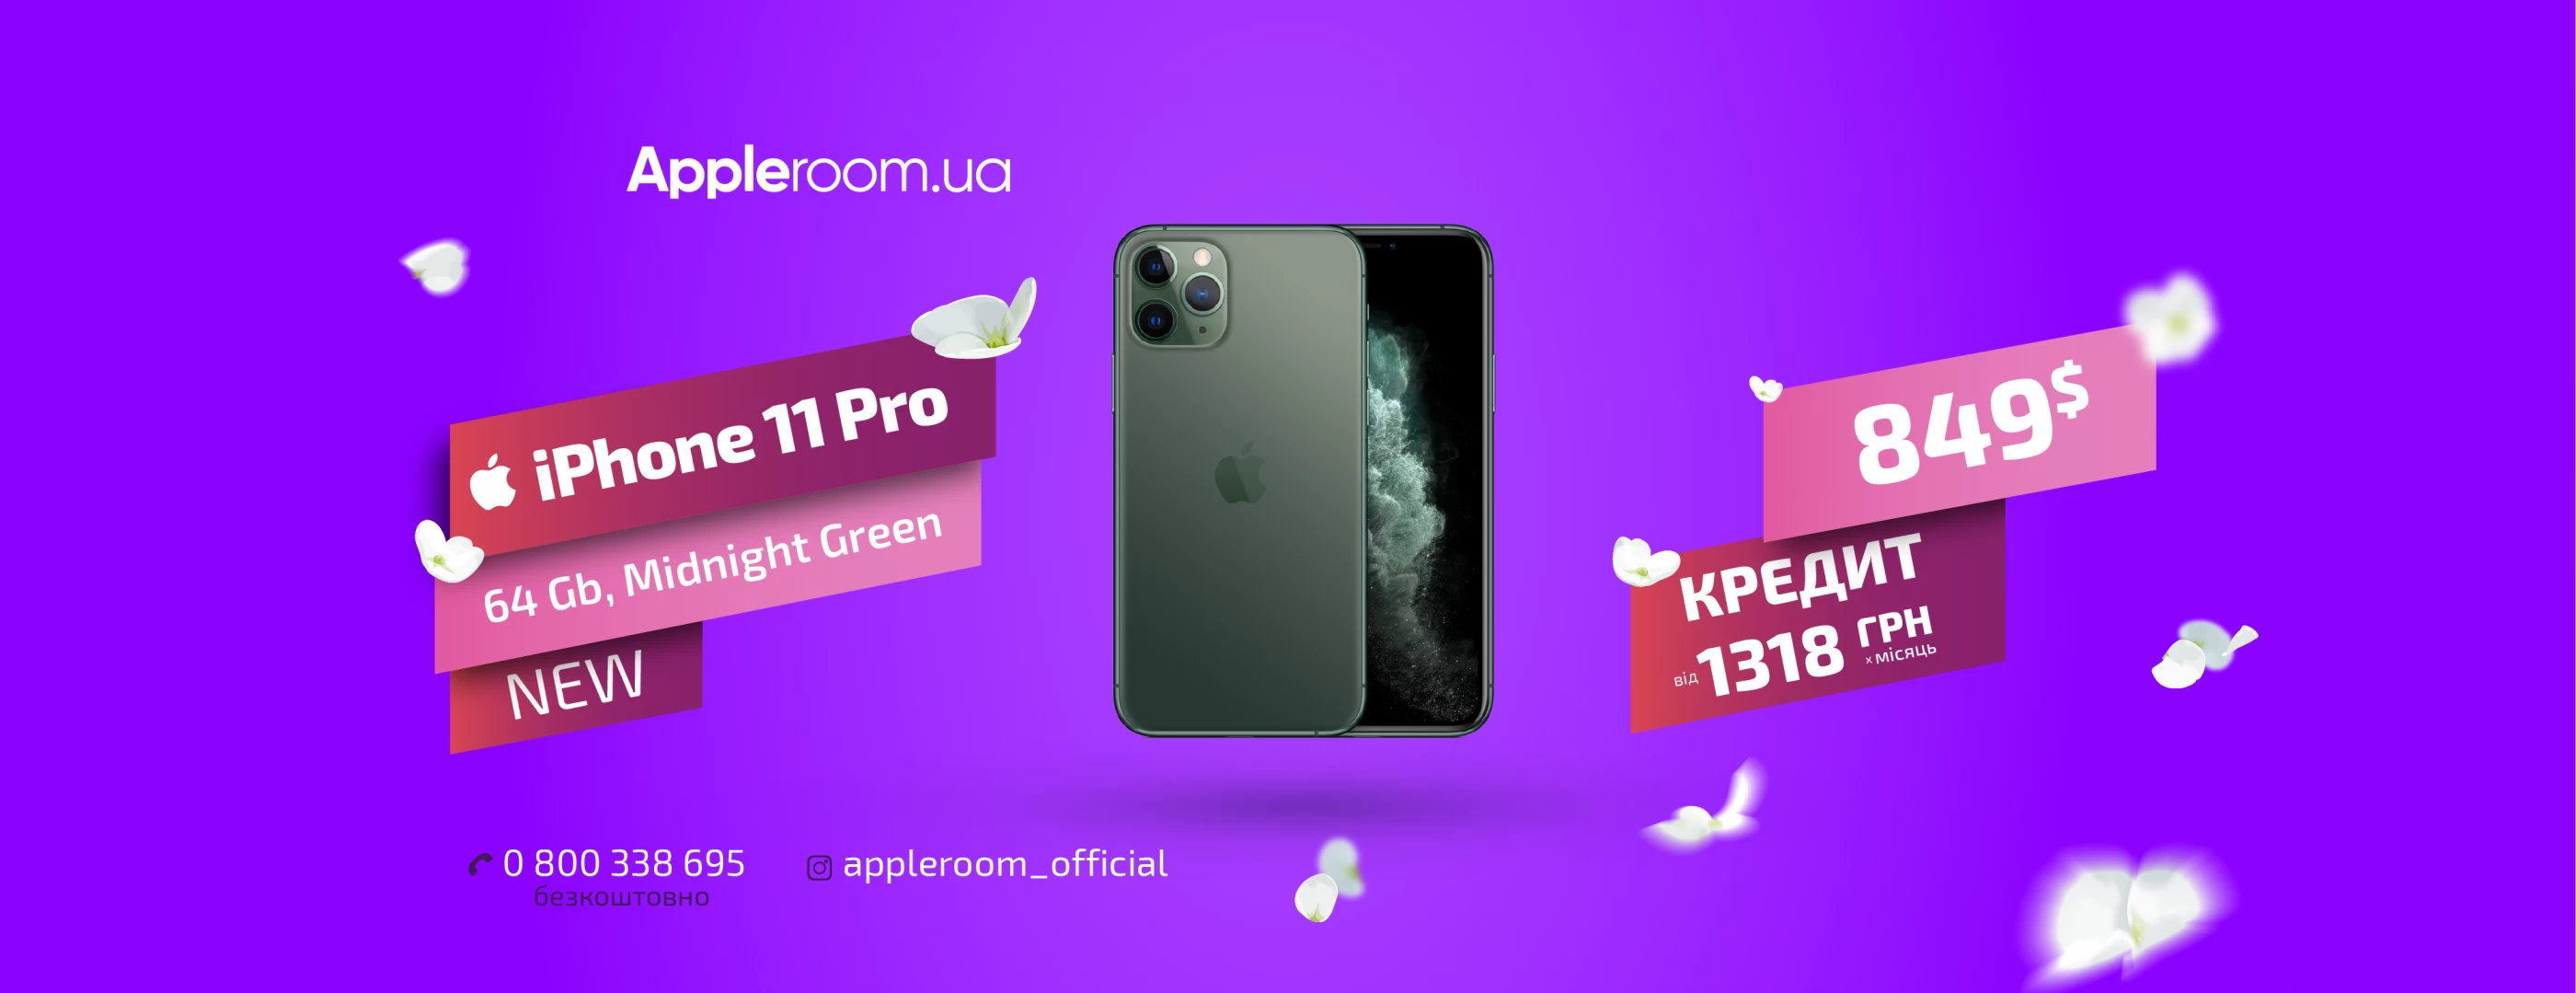 Appleroom.ua
iPhone 11 Pro
64 Gb, Midnight Green
NEW
849$
КРЕДИТ
від 1318 ГРН
x місяць
0 800 338 695
безкоштовно
appleroom_official